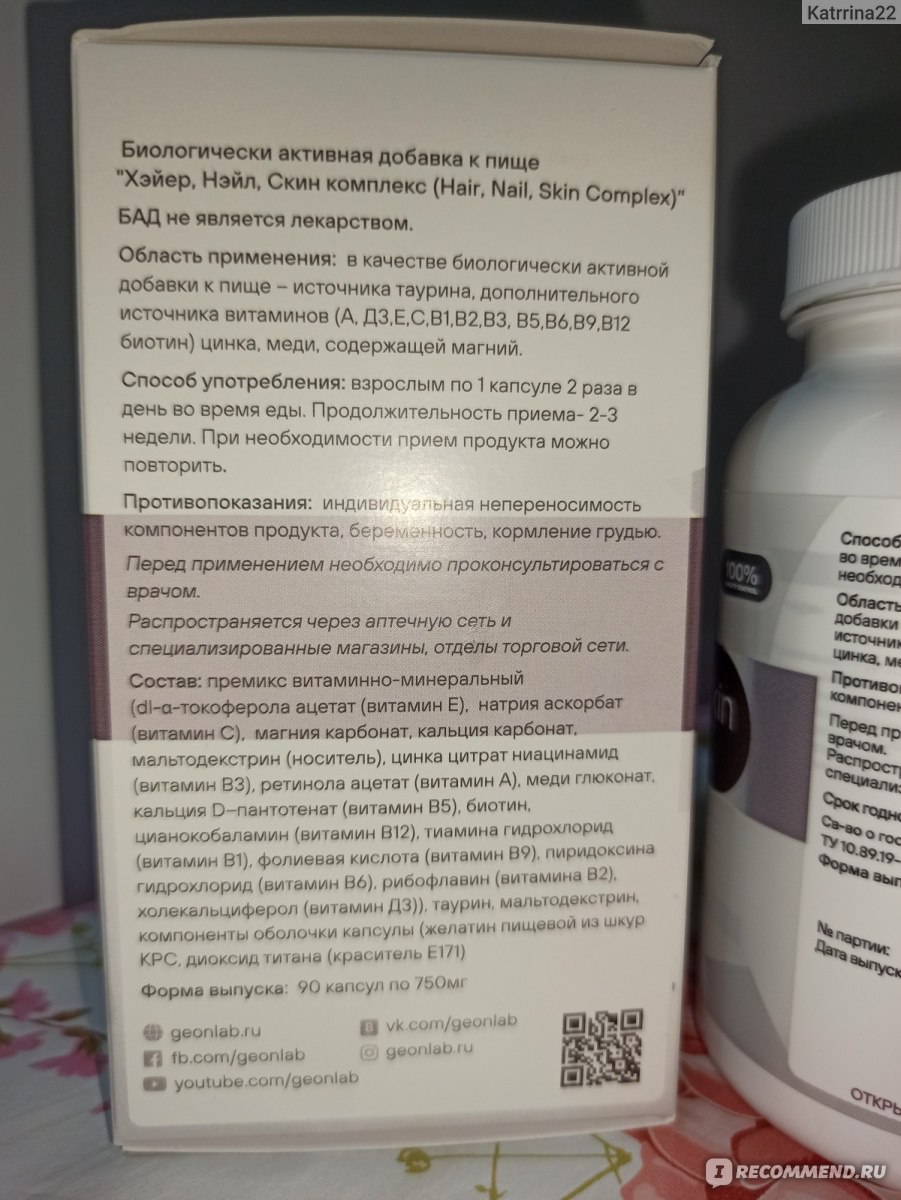 Katrrina22
Биологически активная добавка к пище
"Хэйер, Нэйл, Скин комплекс (Hair, Nail, Skin Complex)"
БАД не является лекарством.
Область применения: в качестве биологически активной
добавки к пище – источника таурина, дополнительного
источника витаминов (А, Д3,Е,С,В1,В2,В3, В5,В6,В9,В12
биотин) цинка, меди, содержащей магний.
Способ употребления: взрослым по 1 капсуле 2 раза в
день во время еды. Продолжительность приема- 2-3
недели. При необходимости прием продукта можно
повторить.
Противопоказания: индивидуальная непереносимость
компонентов продукта, беременность, кормление грудью.
Перед применением необходимо проконсультироваться с
врачом.
Распространяется через аптечную сеть и
специализированные магазины, отделы торговой сети.
Состав: премикс витаминно-минеральный
(dl-α-токоферола ацетат (витамин Е), натрия аскорбат
(витамин С), магния карбонат, кальция карбонат,
мальтодекстрин (носитель), цинка цитрат ниацинамид
(витамин В3), ретинола ацетат (витамин А), меди глюконат,
кальция D–пантотенат (витамин В5), биотин,
цианокобаламин (витамин В12), тиамина гидрохлорид
(витамин В1), фолиевая кислота (витамин В9), пиридоксина
гидрохлорид (витамин В6), рибофлавин (витамина В2),
холекальциферол (витамин Д3)), таурин, мальтодекстрин,
компоненты оболочки капсулы (желатин пищевой из шкур
КРС, диоксид титана (краситель Е171)
Форма выпуска: 90 капсул по 750мг
geonlab.ru
vk.com/geonlab
fb.com/geonlab
geonlab.ru
youtube.com/geonlab
100%
in
Способ
во врем
необход
Область
добавки
источник
цинка, ме
Противо
компонен
Перед пр
врачом.
Распростр
специализ
Срок годно
Св-во о гос
ТУ 10.89.19–
Форма вып
№ партии:
Дата выпуск
ОТКРЫ
IRECOMMEND.RU